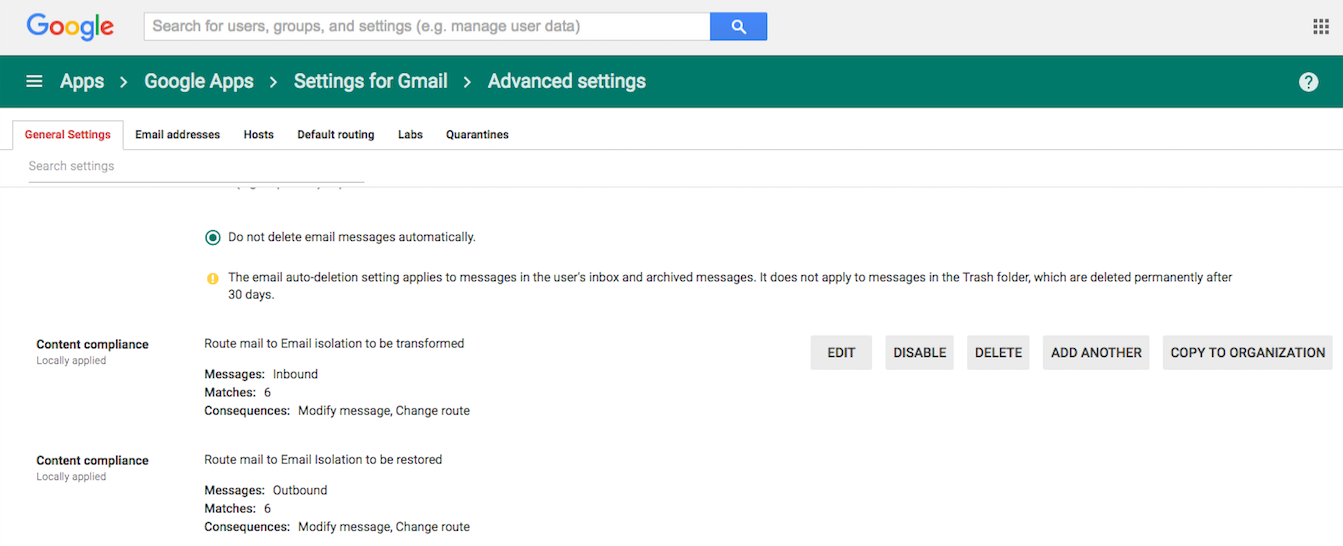 Google
Search for users, groups, and settings (e.g. manage user data)
Apps > Google Apps > Settings for Gmail > Advanced settings
?
General Settings Email addresses Hosts Default routing Labs Quarantines
Search settings
Do not delete email messages automatically.
! The email auto-deletion setting applies to messages in the user's inbox and archived messages. It does not apply to messages in the Trash folder, which are deleted permanently after
30 days.
Content compliance
Locally applied
Route mail to Email isolation to be transformed
Messages: Inbound
Matches: 6
Consequences: Modify message, Change route
EDIT DISABLE DELETE ADD ANOTHER COPY TO ORGANIZATION
Content compliance
Locally applied
Route mail to Email Isolation to be restored
Messages: Outbound
Matches: 6
Consequences: Modify message, Change route